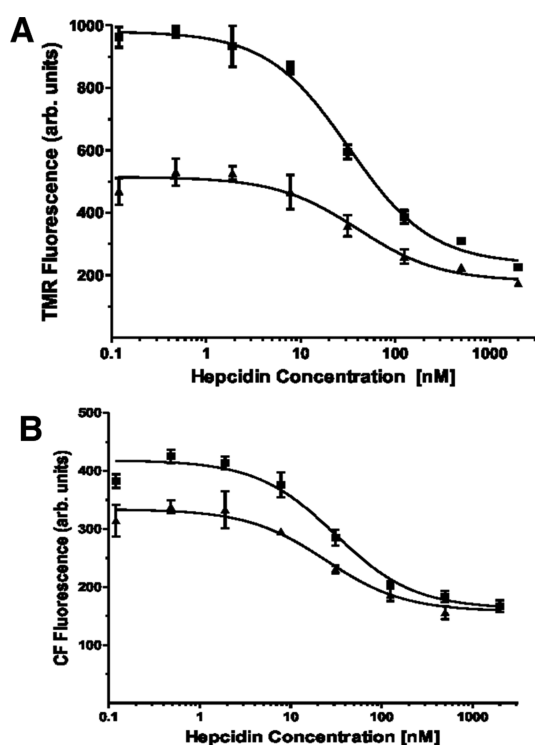 A
TMR Fluorescence (arb. units)
1000
800
600
400
200
0.1 1 10 100 1000
Hepcidin Concentration [nM]
B
CF Fluorescence (arb. units)
500
400
300
200
100
0.1 1 10 100 1000
Hepcidin Concentration [nM]